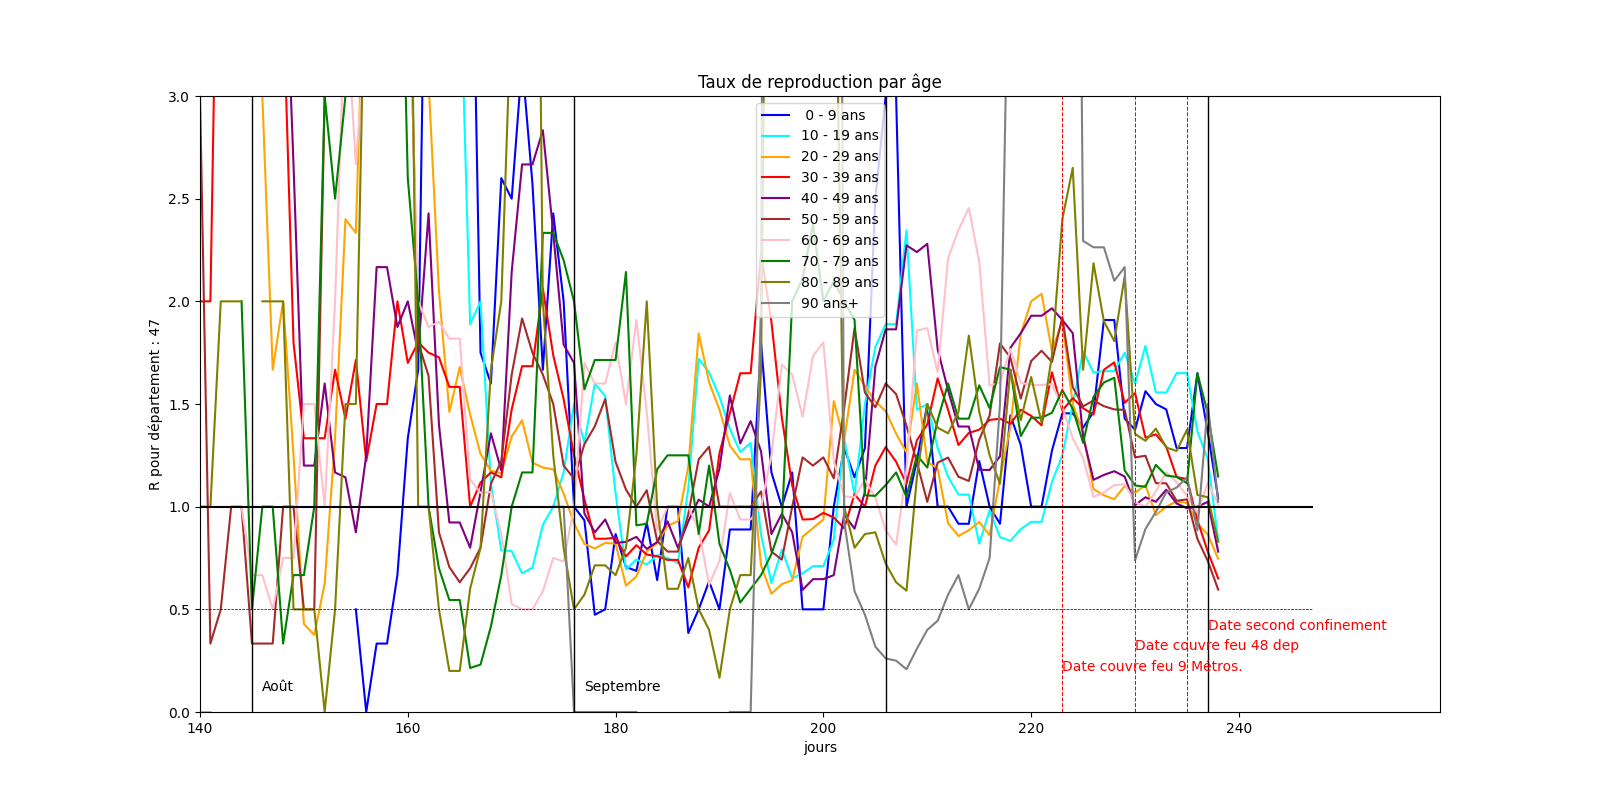 Taux de reproduction par âge
3.0
2.5
2.0
1.5
1.0
0.5
0.0
R pour département : 47
0 - 9 ans
10 - 19 ans
20 - 29 ans
30 - 39 ans
40 - 49 ans
50 - 59 ans
60 - 69 ans
70 - 79 ans
80 - 89 ans
90 ans+
Date second confinement
Date couvre feu 48 dep
Date couvre feu 9 Métros.
Août
Septembre
140
160
180
200
220
240
jours